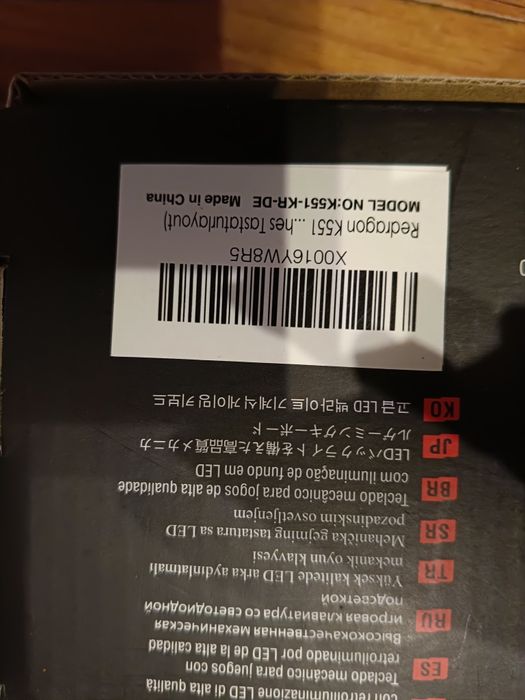 con retroilluminazione LED di alta qualità
ES Teclado mecánico para juegos con
retroiluminado por LED de la alta calidad
RU Высококачественная механическая
игровая клавиатура со светодиодной
подсветкой
TR Yüksek kalitede LED arka aydınlatmalı
mekanik oyun klavyesi
SR Mehanicka gejming tastatura sa LED
pozadinskim osvetljenjem
BR Teclado mecânico para jogos de alta qualidade
com iluminação de fundo em LED
JP LEDバックライトを備えた高品質メカニカ
ルゲーミングキーボード
KO 고급 LED 백라이트 기계식 게이밍 키보드
X0016YW8R5
Redragon K551 ...hes Tastaturlayout)
MODEL NO:K551-KR-DE Made in China